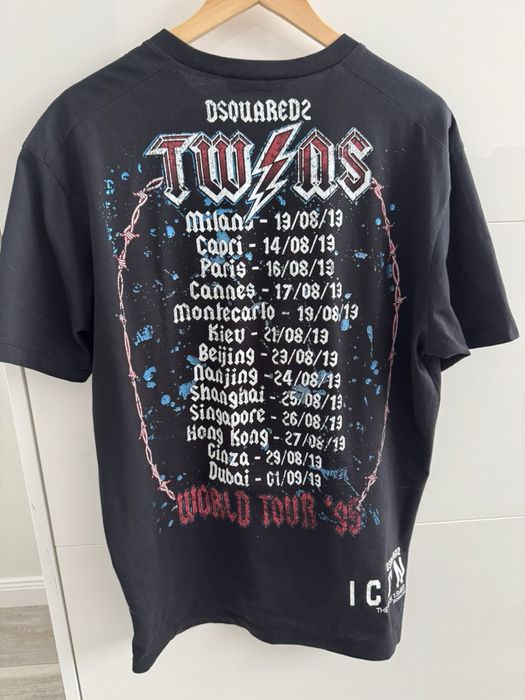 DSQUARED2
TWINS
Milano - 13/08/13
Capri - 14/08/13
Paris - 16/08/13
Cannes - 17/08/13
Montecarlo - 19/08/13
Kiev - 21/08/13
Beijing - 23/08/13
Nanjing - 24/08/13
Shanghai - 25/08/13
Singapore - 26/08/13
Hong Kong - 27/08/13
Ginza - 29/08/13
Dubai - 01/09/13
WORLD TOUR '95
IC
THE